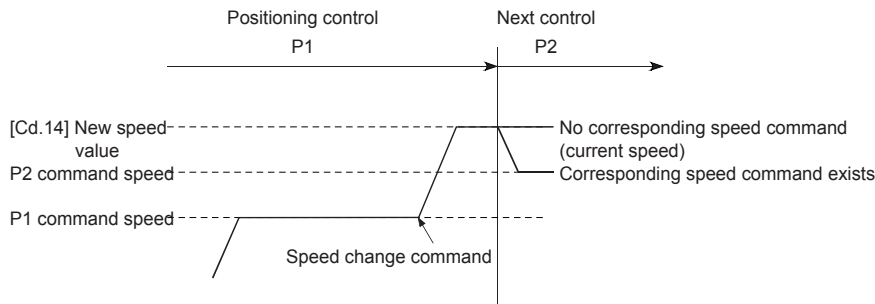 Positioning control
Next control
P1
P2
[Cd.14] New speed
value
P2 command speed
P1 command speed
No corresponding speed command
(current speed)
Corresponding speed command exists
Speed change command